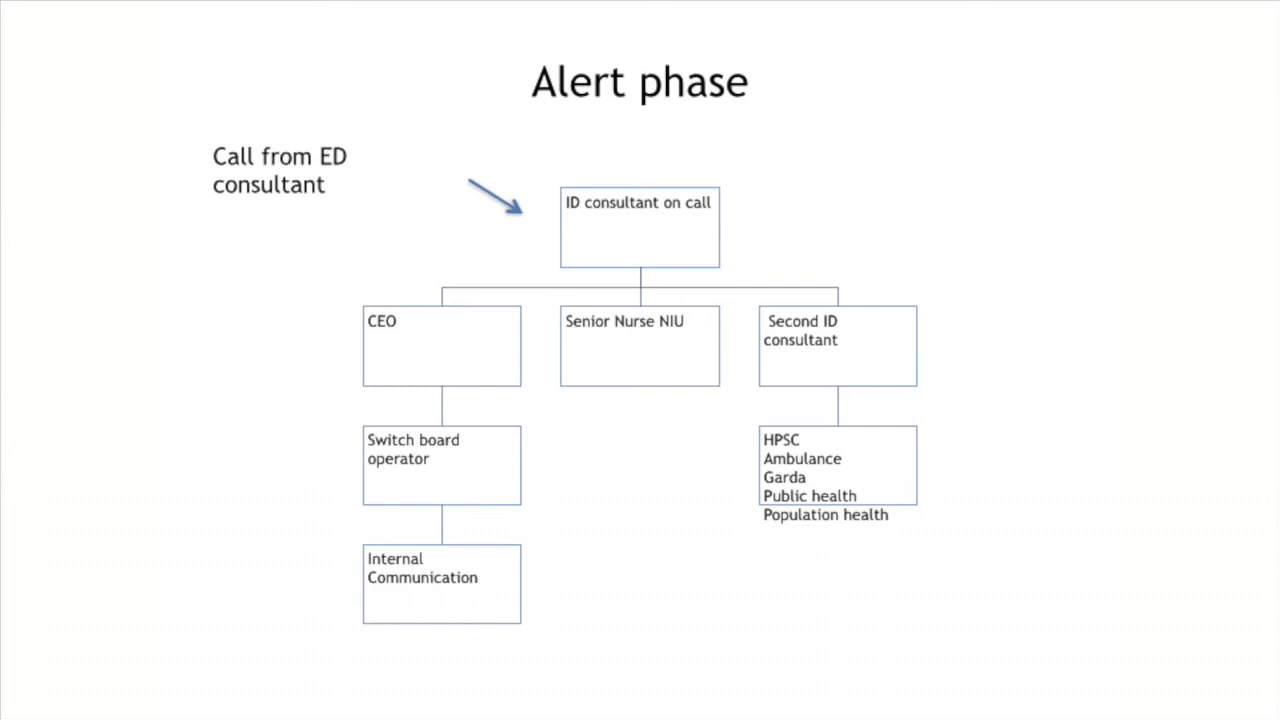 Alert phase
Call from ED
consultant
ID consultant on call
CEO
Senior Nurse NIU
Second ID
consultant
Switch board
operator
HPSC
Ambulance
Garda
Public health
Population health
Internal
Communication